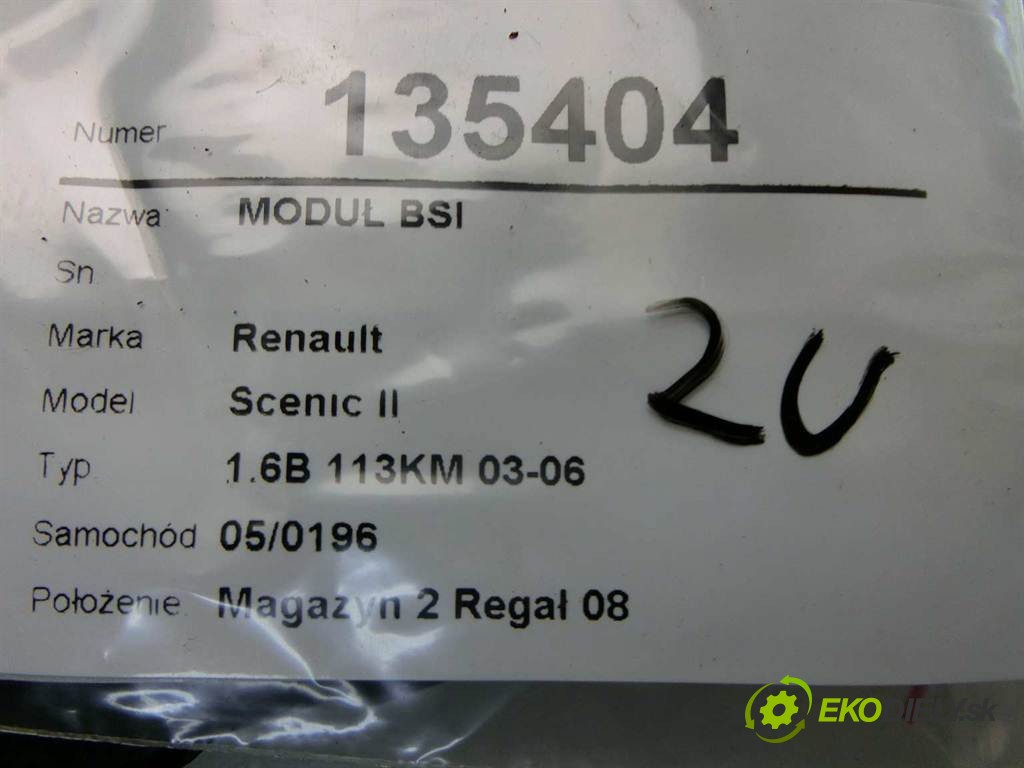 Numer 135404
Nazwa MODUŁ BSI
Sn
Marka Renault
Model Scenic II
Typ 1.6B 113KM 03-06
Samochód 05/0196
Położenie Magazyn 2 Regał 08
2U
EKO